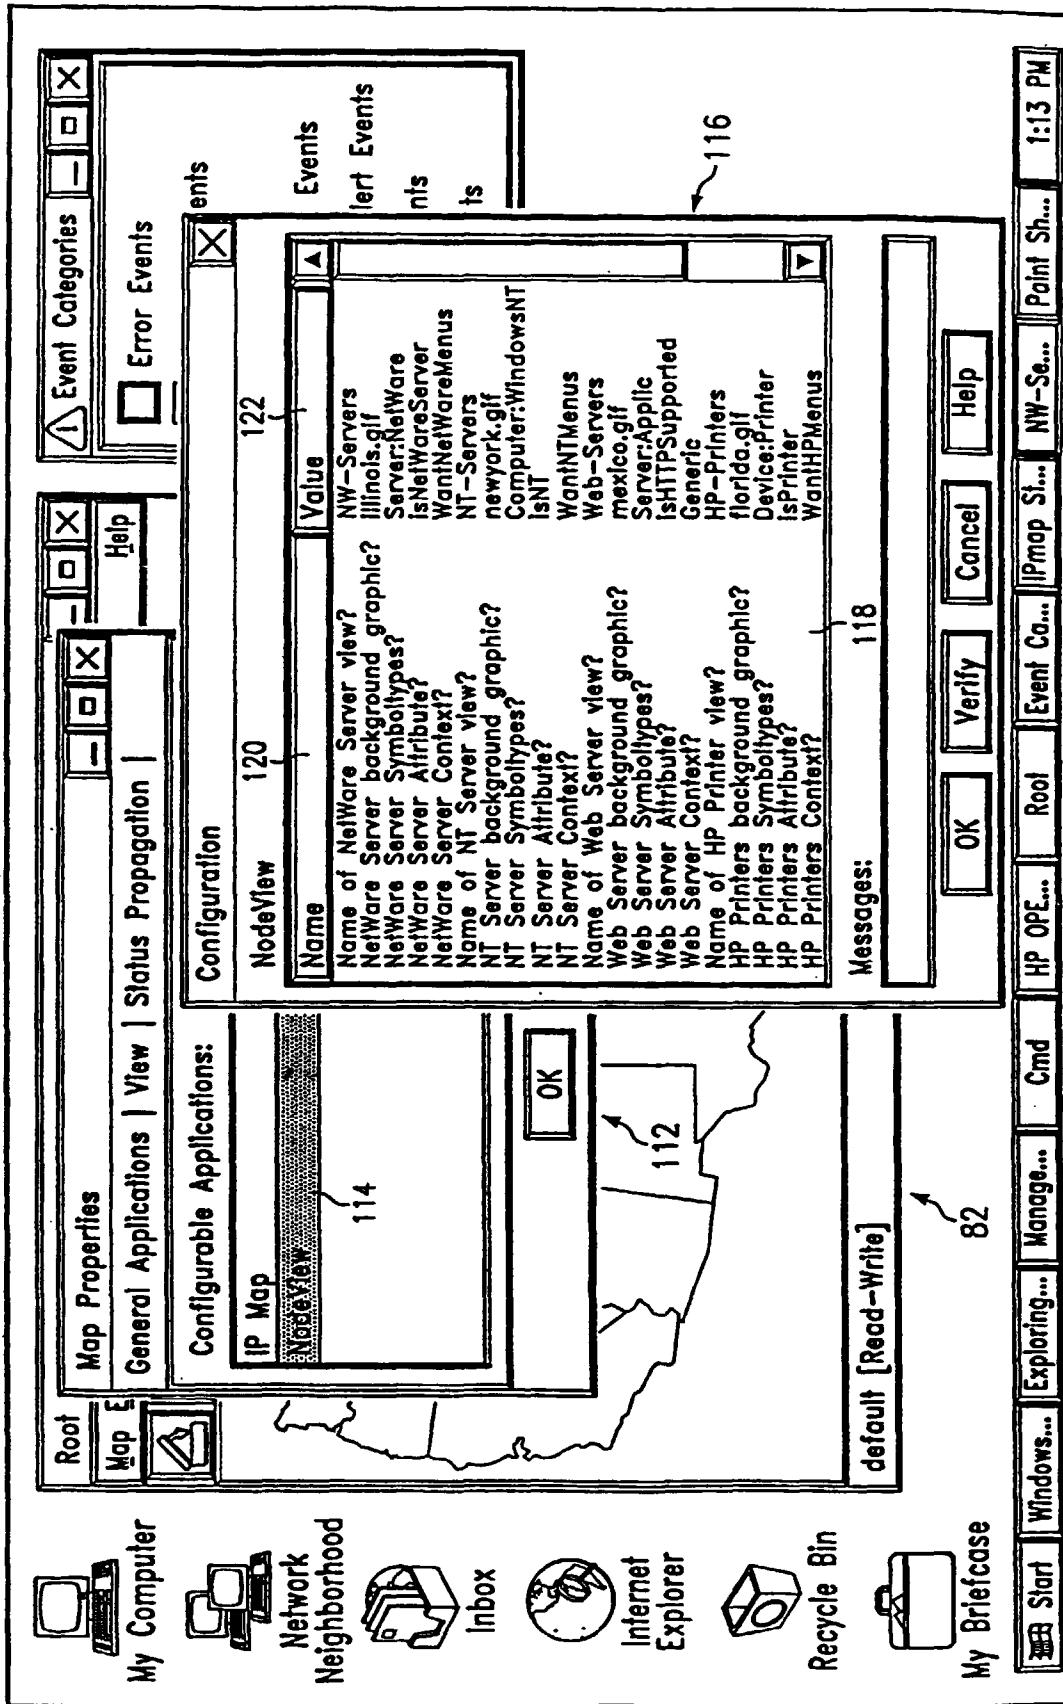 My Computer
Network
Neighborhood
Inbox
Internet
Explorer
Recycle Bin
My Briefcase
Root
Map E
Help
Map Properties
General Applications | View | Status Propagation |
Configurable Applications:
IP Map
NodeView
114
OK
112
default [Read-Write]
82
Event Categories
Error Events
ents
Events
lert Events
nts
ts
Configuration
NodeView
120
122
Name Value
Name of NetWare Server view? NW-Servers
NetWare Server background graphic? illinois.gif
NetWare Server Symboltypes? Server:NetWare
NetWare Server Attribute? isNetWareServer
NetWare Server Context? WantNetWareMenus
Name of NT Server view? NT-Servers
NT Server background graphic? newyork.gif
NT Server Symboltypes? Computer:WindowsNT
NT Server Attribute? isNT
NT Server Context? WantNTMenus
Name of Web Server view? Web-Servers
Web Server background graphic? mexico.gif
Web Server Symboltypes? Server:Applic
Web Server Attribute? isHTTPSupported
Web Server Context? Generic
Name of HP Printer view? HP-Printers
HP Printers background graphic? florida.gif
HP Printers Symboltypes? Device:Printer
HP Printers Attribute? isPrinter
HP Printers Context? WantHPMenus
118
116
Messages:
OK Verify Cancel Help
Start Windows... Exploring... Manage... Cmd HP OPE... Root Event Ca... IPmap St... NW-Se... Paint Sh... 1:13 PM